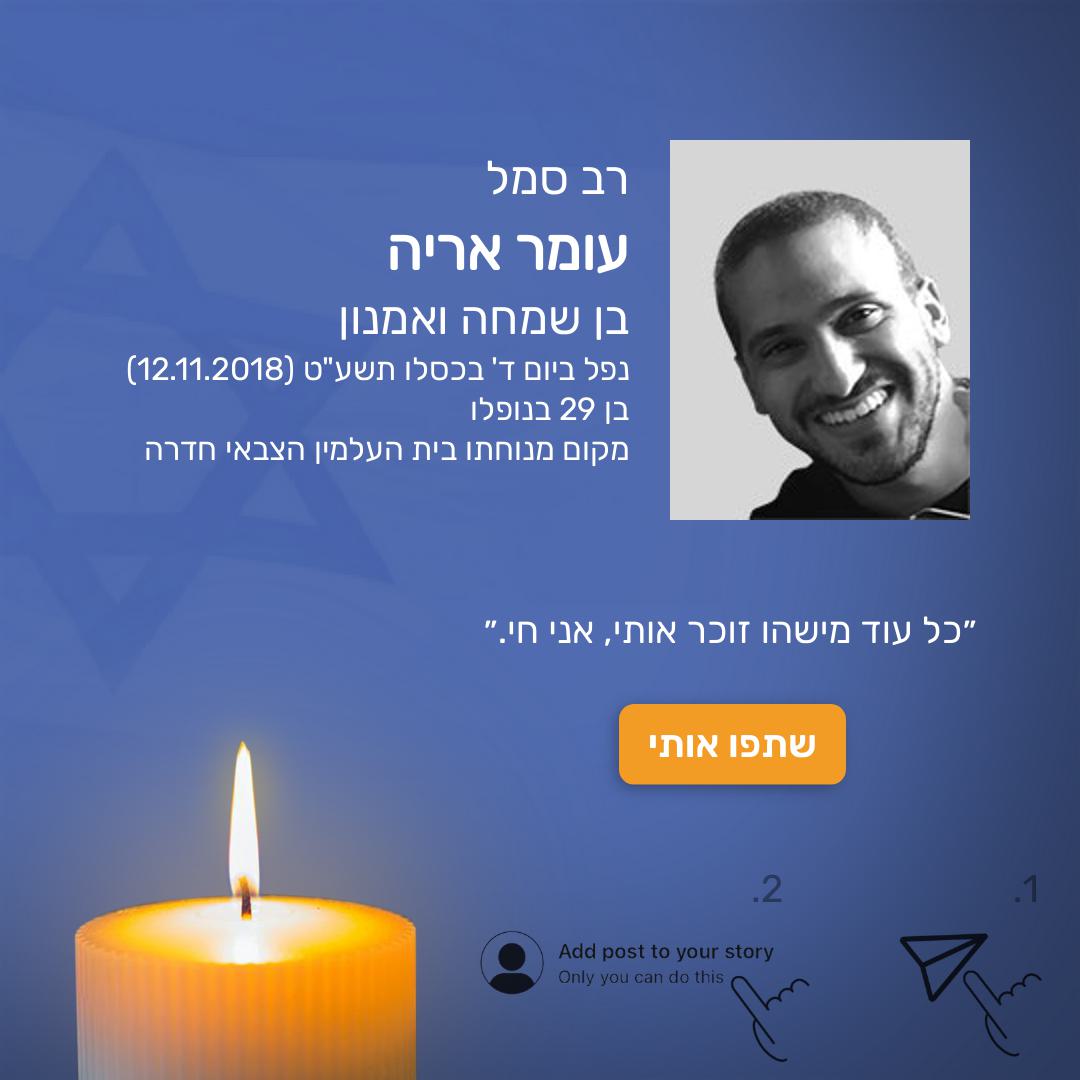 רב סמל
עומר אריה
בן שמחה ואמנון
נפל ביום ד' בכסלו תשע"ט (12.11.2018)
בן 29 בנופלו
מקום מנוחתו בית העלמין הצבאי חדרה
״כל עוד מישהו זוכר אותי, אני חי.״
שתפו אותי
.1
.2
Add post to your story
Only you can do this